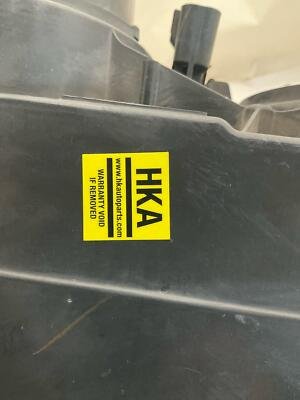 HKA
www.hkautoparts.com
WARRANTY VOID
IF REMOVED